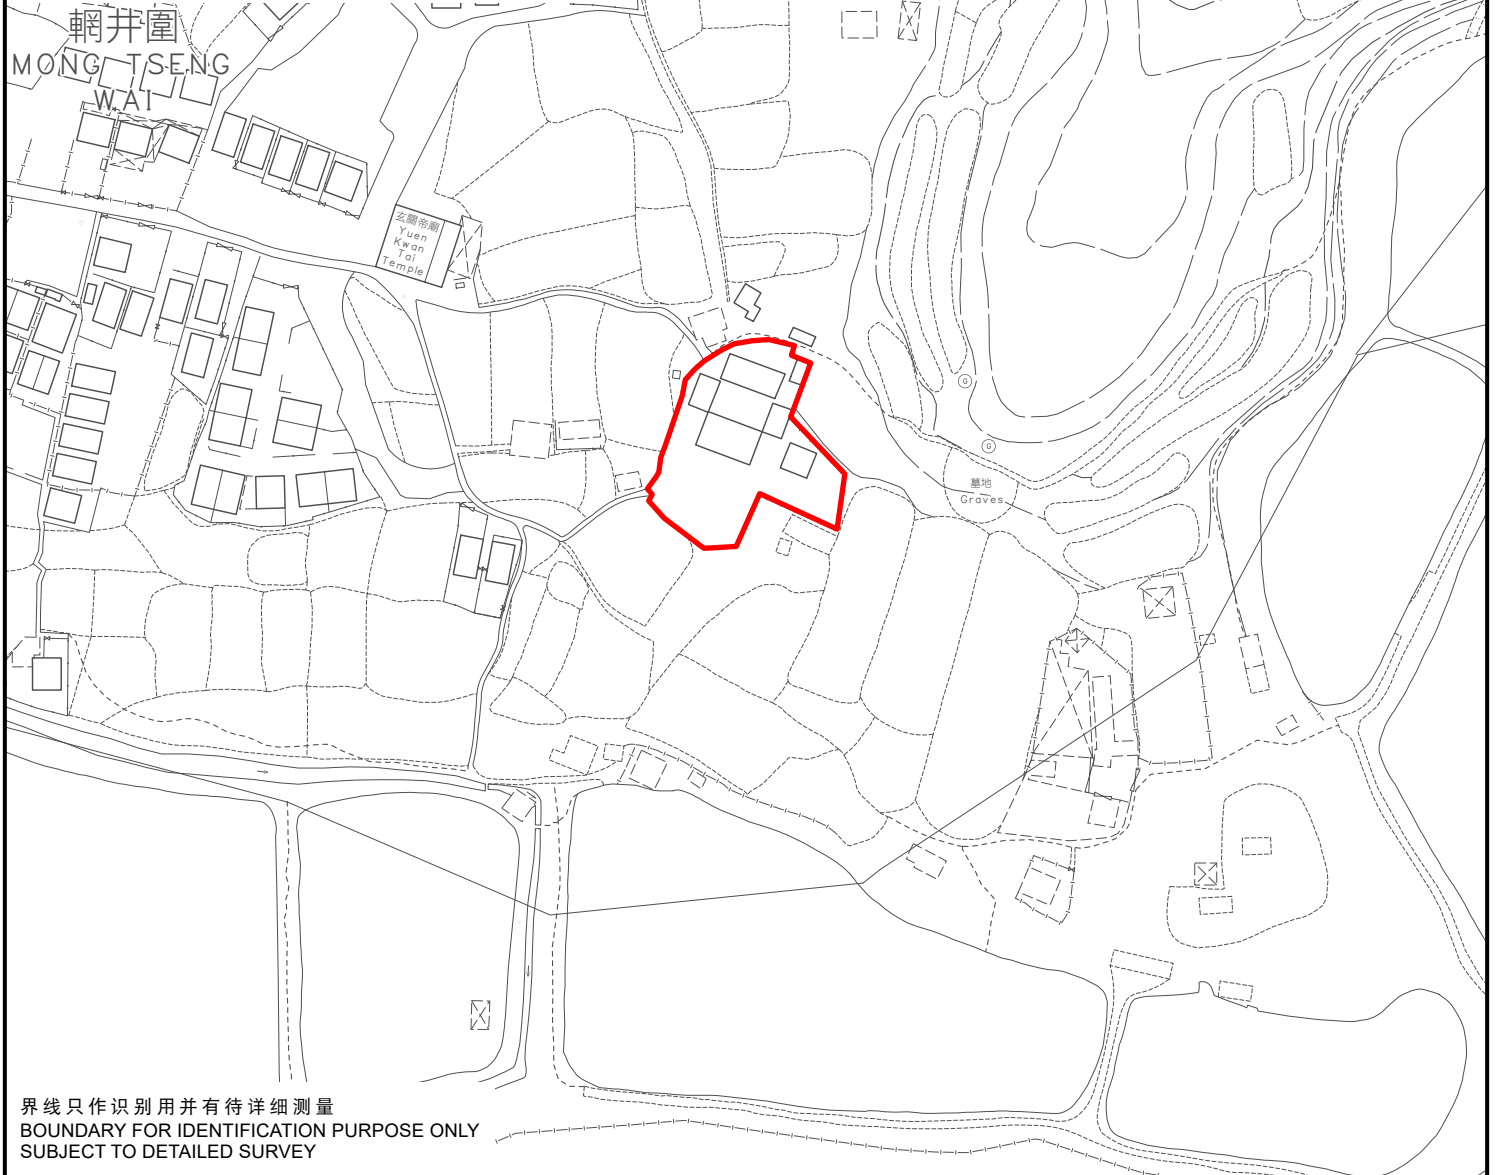 輞井圍
MONG TSENG
WAI
玄關帝廟
Yuen
Kwan
Tai
Temple
G
G
墓地
Graves
界线只作识别用并有待详细测量
BOUNDARY FOR IDENTIFICATION PURPOSE ONLY
SUBJECT TO DETAILED SURVEY